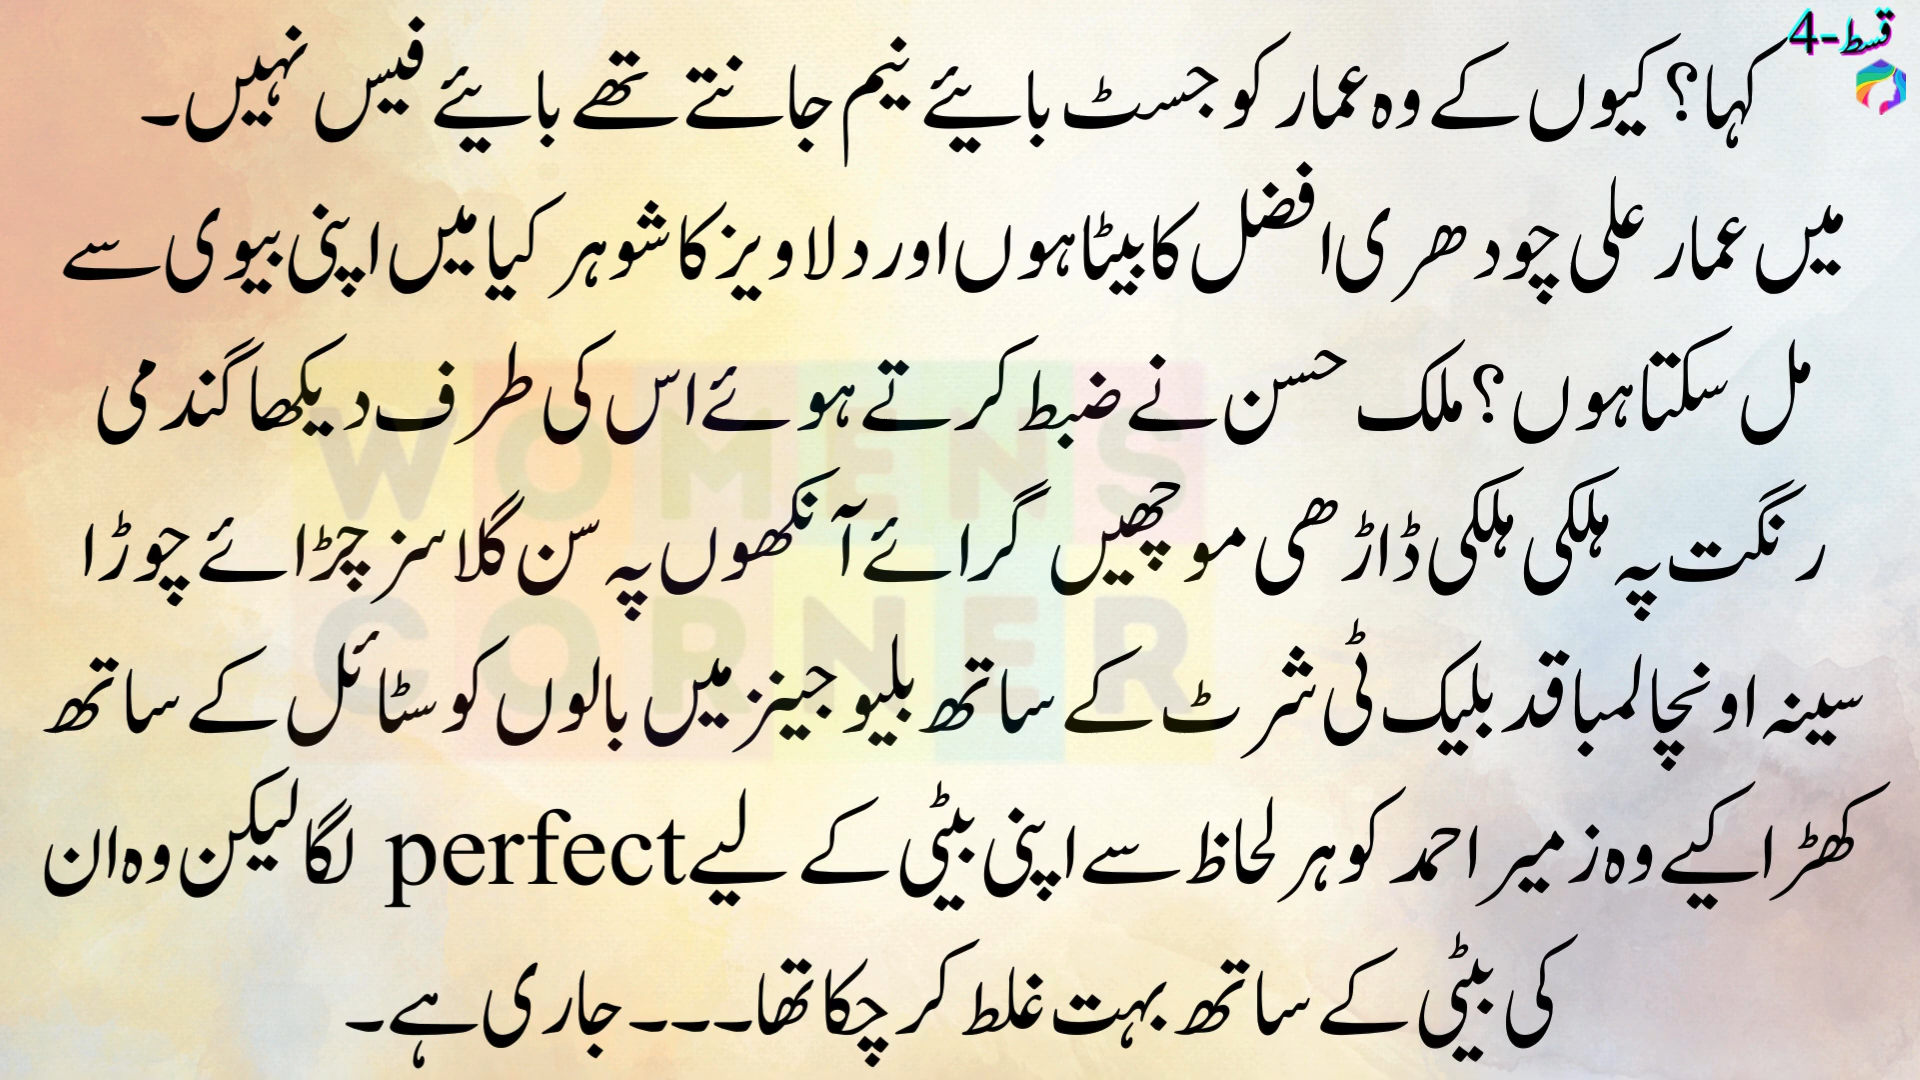 قسط-4
کہا؟ کیوں کے وہ عمار کو جسٹ بائیے نیم جانتے تھے بائیے فیس نہیں۔
میں عمار علی چودھری افضل کا بیٹا ہوں اور دلاویز کا شوہر کیا میں اپنی بیوی سے
مل سکتا ہوں؟ ملک حسن نے ضبط کرتے ہوئے اس کی طرف دیکھا گندمی
رنگت پہ ہلکی ہلکی ڈاڑھی موچھیں گرائے آنکھوں پہ سن گلاسز چڑائے چوڑا
سینہ اونچا لمبا قد بلیک ٹی شرٹ کے ساتھ بلیو جینز میں بالوں کو سٹائل کے ساتھ
کھڑا کیے وہ زمیر احمد کو ہر لحاظ سے اپنی بیٹی کے لیے perfect لگا لیکن وہ ان
کی بیٹی کے ساتھ بہت غلط کر چکا تھا۔۔۔ جاری ہے۔
WOMENS
CORNER